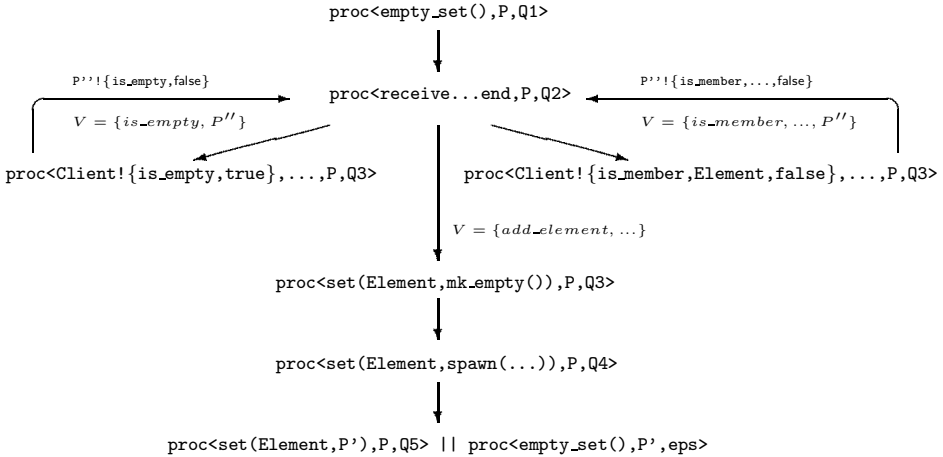 proc<empty_set(),P,Q1>
P''!{is_empty,false}
P''!{is_member,...,false}
proc<receive...end,P,Q2>
V = {is_empty, P''}
V = {is_member, ..., P''}
proc<Client!{is_empty,true},...,P,Q3>
proc<Client!{is_member,Element,false},...,P,Q3>
V = {add_element, ...}
proc<set(Element,mk_empty()),P,Q3>
proc<set(Element,spawn(...)),P,Q4>
proc<set(Element,P'),P,Q5> || proc<empty_set(),P',eps>